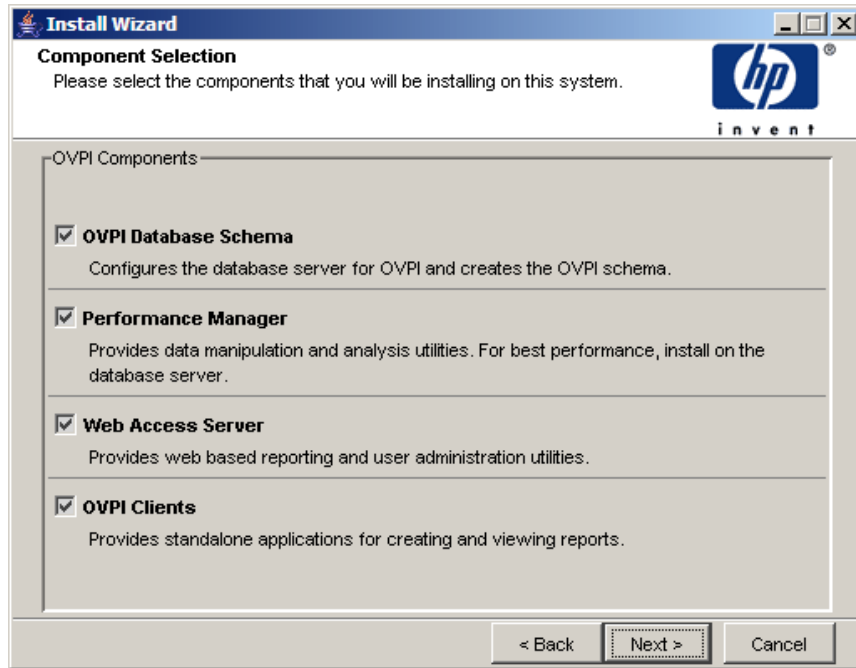 Install Wizard
Component Selection
Please select the components that you will be installing on this system.
hp
®
invent
OVPI Components
OVPI Database Schema
Configures the database server for OVPI and creates the OVPI schema.
Performance Manager
Provides data manipulation and analysis utilities. For best performance, install on the
database server.
Web Access Server
Provides web based reporting and user administration utilities.
OVPI Clients
Provides standalone applications for creating and viewing reports.
< Back
Next >
Cancel